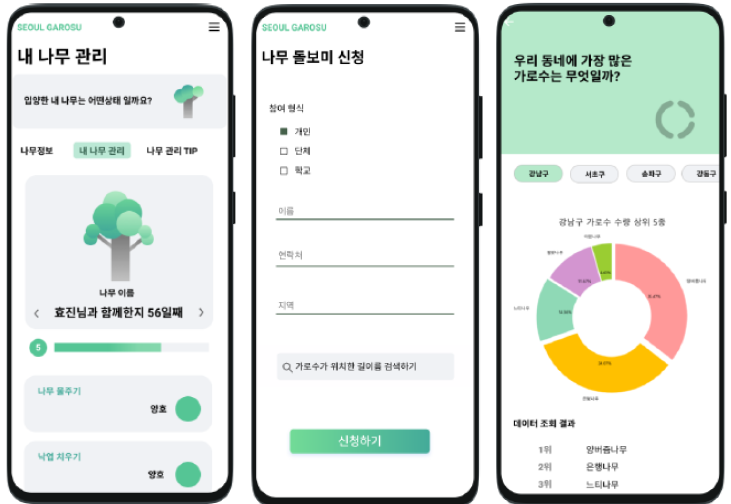 SEOUL GAROSU
내 나무 관리
입양한 내 나무는 어떤상태 일까요?
나무정보
내 나무 관리
나무 관리 TIP
나무 이름
효진님과 함께한지 56일째
5
나무 물주기
양호
낙엽 치우기
양호
SEOUL GAROSU
나무 돌보미 신청
참여 형식
개인
단체
학교
이름
연락처
지역
가로수가 위치한 길이름 검색하기
신청하기
우리 동네에 가장 많은
가로수는 무엇일까?
강남구
서초구
송파구
강동구
강남구 가로수 수량 상위 5종
데이터 조회 결과
1위 양버즘나무
2위 은행나무
3위 느티나무